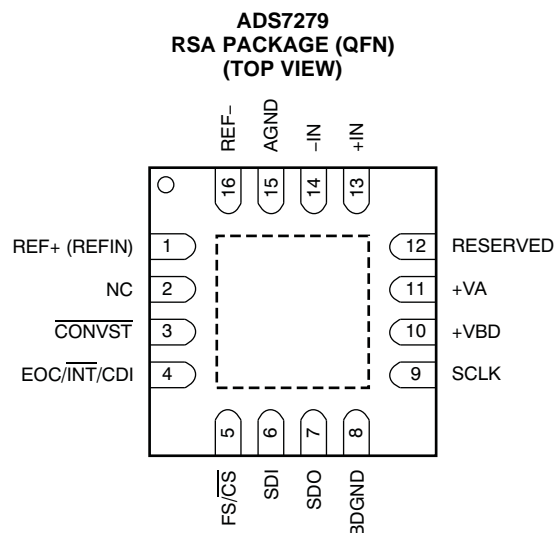 ADS7279
RSA PACKAGE (QFN)
(TOP VIEW)
REF−
AGND
−IN
+IN
16
15
14
13
REF+ (REFIN)
1
12
RESERVED
NC
2
11
+VA
CONVST
3
10
+VBD
EOC/INT/CDI
4
9
SCLK
5
6
7
8
FS/CS
SDI
SDO
BDGND